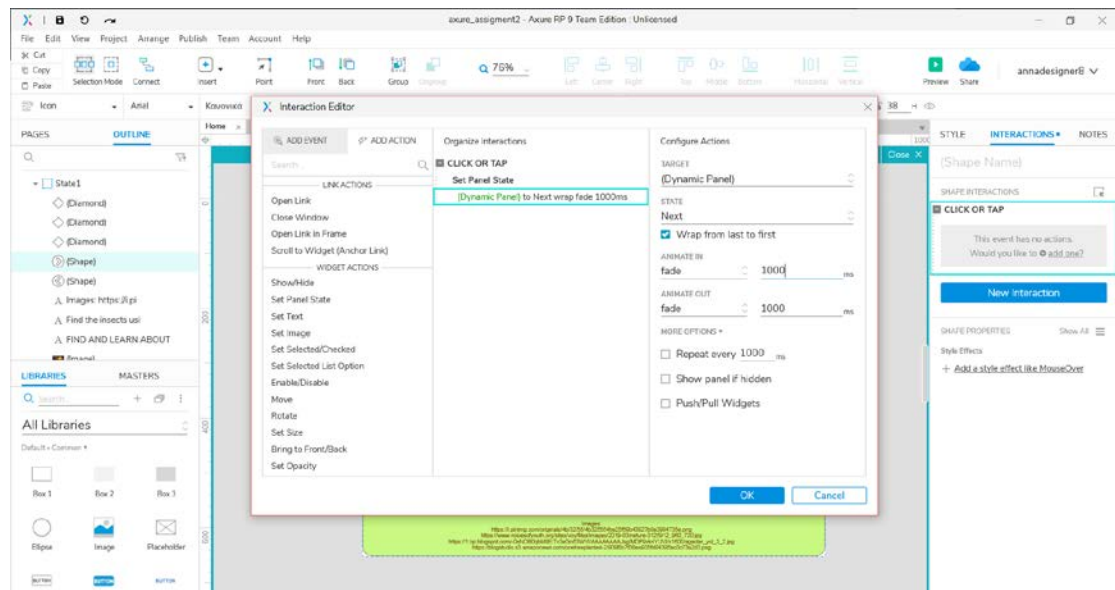 axure_assigment2 - Axure RP 9 Team Edition : Unlicensed
File Edit View Project Arrange Publish Team Account Help
Cut
Copy
Paste
Selection Mode Connect Insert Point Front Back Group Ungroup
76%
Left Center Right Top Middle Bottom Horizontal Vertical
Preview Share
annadesigner8
Icon Ariel Κανονικά
38
PAGES OUTLINE
Home
State1
(Diamond)
(Diamond)
(Diamond)
(Shape)
(Shape)
Images: https://i.pi
Find the insects usi
FIND AND LEARN ABOUT
(Image)
LIBRARIES MASTERS
Search
All Libraries
Default > Common
Box 1 Box 2 Box 3
Ellipse Image Placeholder
BUTTON BUTTON BUTTON
0
200
400
600
1000
Close X
Interaction Editor
ADD EVENT ADD ACTION
Search
LINK ACTIONS
Open Link
Close Window
Open Link in Frame
Scroll to Widget (Anchor Link)
WIDGET ACTIONS
Show/Hide
Set Panel State
Set Text
Set Image
Set Selected/Checked
Set Selected List Option
Enable/Disable
Move
Rotate
Set Size
Bring to Front/Back
Set Opacity
Organize Interactions
CLICK OR TAP
Set Panel State
(Dynamic Panel) to Next wrap fade 1000ms
Configure Actions
TARGET
(Dynamic Panel)
STATE
Next
Wrap from last to first
ANIMATE IN
fade 1000 ms
ANIMATE OUT
fade 1000 ms
MORE OPTIONS
Repeat every 1000 ms
Show panel if hidden
Push/Pull Widgets
OK Cancel
Images
STYLE INTERACTIONS NOTES
(Shape Name)
SHAPE INTERACTIONS
CLICK OR TAP
This event has no actions.
Would you like to add one?
New Interaction
SHAPE PROPERTIES Show All
Style Effects
Add a style effect like MouseOver